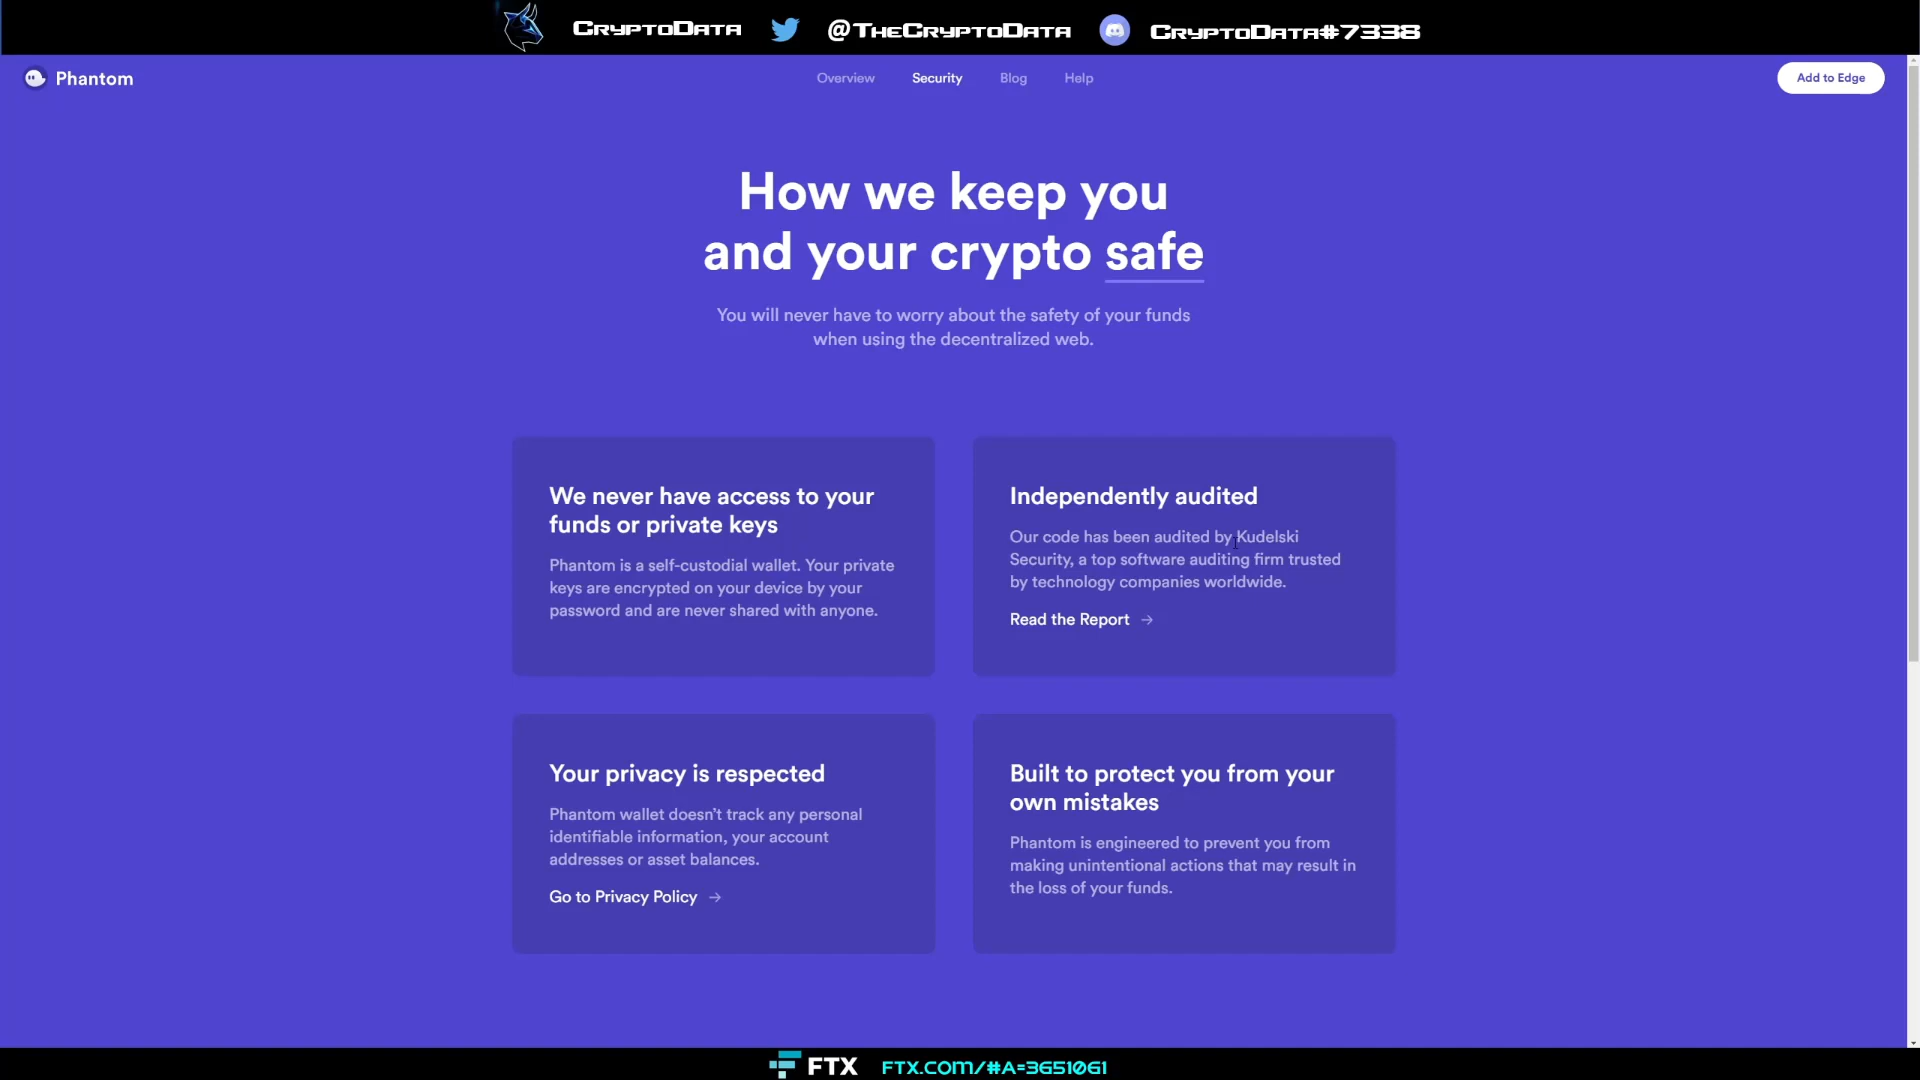 CryptoData @TheCryptoData CryptoData#7338
Phantom
Overview Security Blog Help
Add to Edge
How we keep you
and your crypto safe
You will never have to worry about the safety of your funds
when using the decentralized web.
We never have access to your
funds or private keys
Phantom is a self-custodial wallet. Your private
keys are encrypted on your device by your
password and are never shared with anyone.
Independently audited
Our code has been audited by Kudelski
Security, a top software auditing firm trusted
by technology companies worldwide.
Read the Report →
Your privacy is respected
Phantom wallet doesn’t track any personal
identifiable information, your account
addresses or asset balances.
Go to Privacy Policy →
Built to protect you from your
own mistakes
Phantom is engineered to prevent you from
making unintentional actions that may result in
the loss of your funds.
FTX FTX.COM/#A=3651061